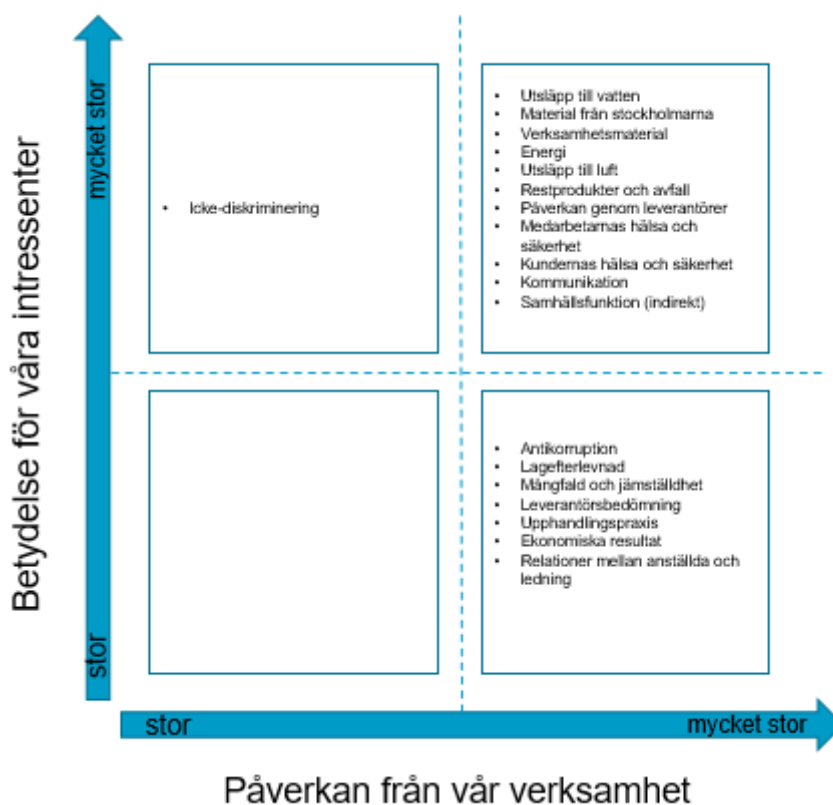 Betydelse för våra intressenter
mycket stor
stor
• Icke-diskriminering
• Utsläpp till vatten
• Material från stockholmarna
• Verksamhetsmaterial
• Energi
• Utsläpp till luft
• Restprodukter och avfall
• Påverkan genom leverantörer
• Medarbetarnas hälsa och
säkerhet
• Kundernas hälsa och säkerhet
• Kommunikation
• Samhällsfunktion (indirekt)
• Antikorruption
• Lagefterlevnad
• Mångfald och jämställdhet
• Leverantörsbedömning
• Upphandlingspraxis
• Ekonomiska resultat
• Relationer mellan anställda och
ledning
stor
mycket stor
Påverkan från vår verksamhet